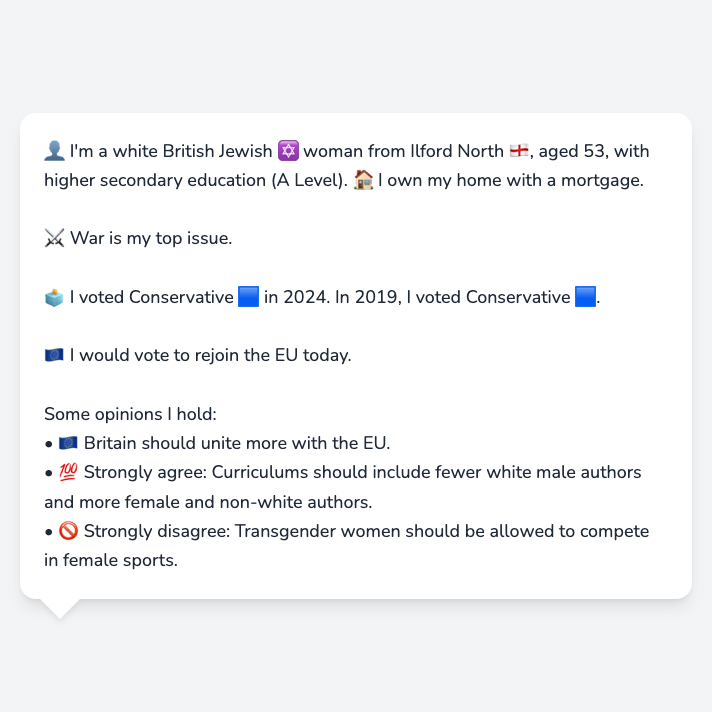 👤 I'm a white British Jewish ✡️ woman from Ilford North 🏴󠁧󠁢󠁥󠁮󠁧󠁿, aged 53, with
higher secondary education (A Level). 🏠 I own my home with a mortgage.
⚔️ War is my top issue.
🗳️ I voted Conservative 🟦 in 2024. In 2019, I voted Conservative 🟦.
🇪🇺 I would vote to rejoin the EU today.
Some opinions I hold:
• 🇪🇺 Britain should unite more with the EU.
• 💯 Strongly agree: Curriculums should include fewer white male authors
and more female and non-white authors.
• 🚫 Strongly disagree: Transgender women should be allowed to compete
in female sports.